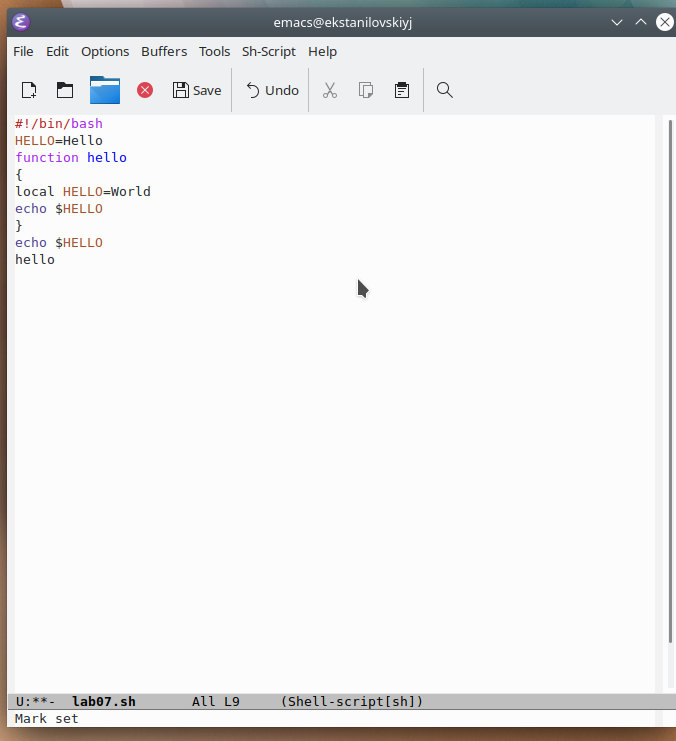 emacs@ekstanilovskiyj
File Edit Options Buffers Tools Sh-Script Help
Save Undo
#!/bin/bash
HELLO=Hello
function hello
{
local HELLO=World
echo $HELLO
}
echo $HELLO
hello
U:**- lab07.sh All L9 (Shell-script[sh])
Mark set